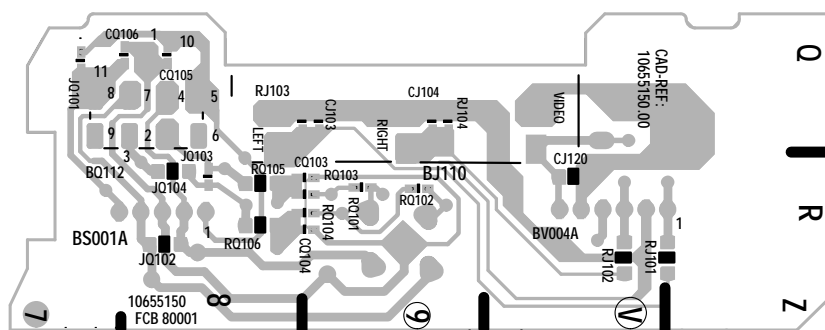 CQ106
1
10
11
JQ101
8
7
CQ105
4
5
9
2
6
3
BQ112
JQ103
JQ104
LEFT
RJ103
CJ103
RIGHT
CJ104
RJ104
VIDEO
CAD-REF:
10655150.00
Q
RQ105
CQ103
RQ103
BJ110
CJ120
RQ102
RQ101
RQ104
BS001A
1
RQ106
CQ104
JQ102
BV004A
1
R
RJ102
RJ101
7
10655150
FCB 80001
8
9
V
Z